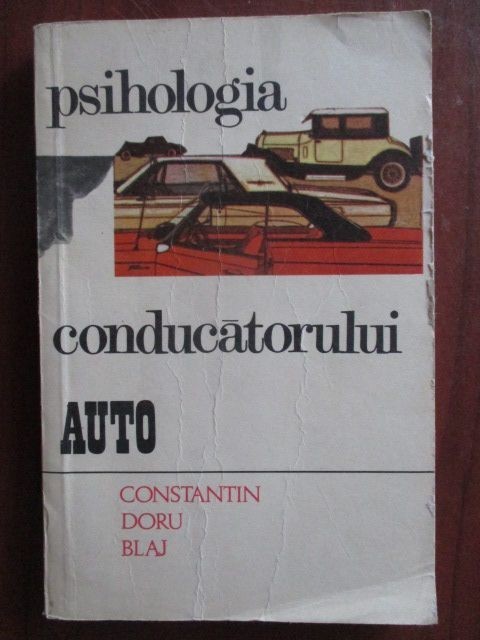 psihologia
conducătorului
AUTO
CONSTANTIN
DORU
BLAJ